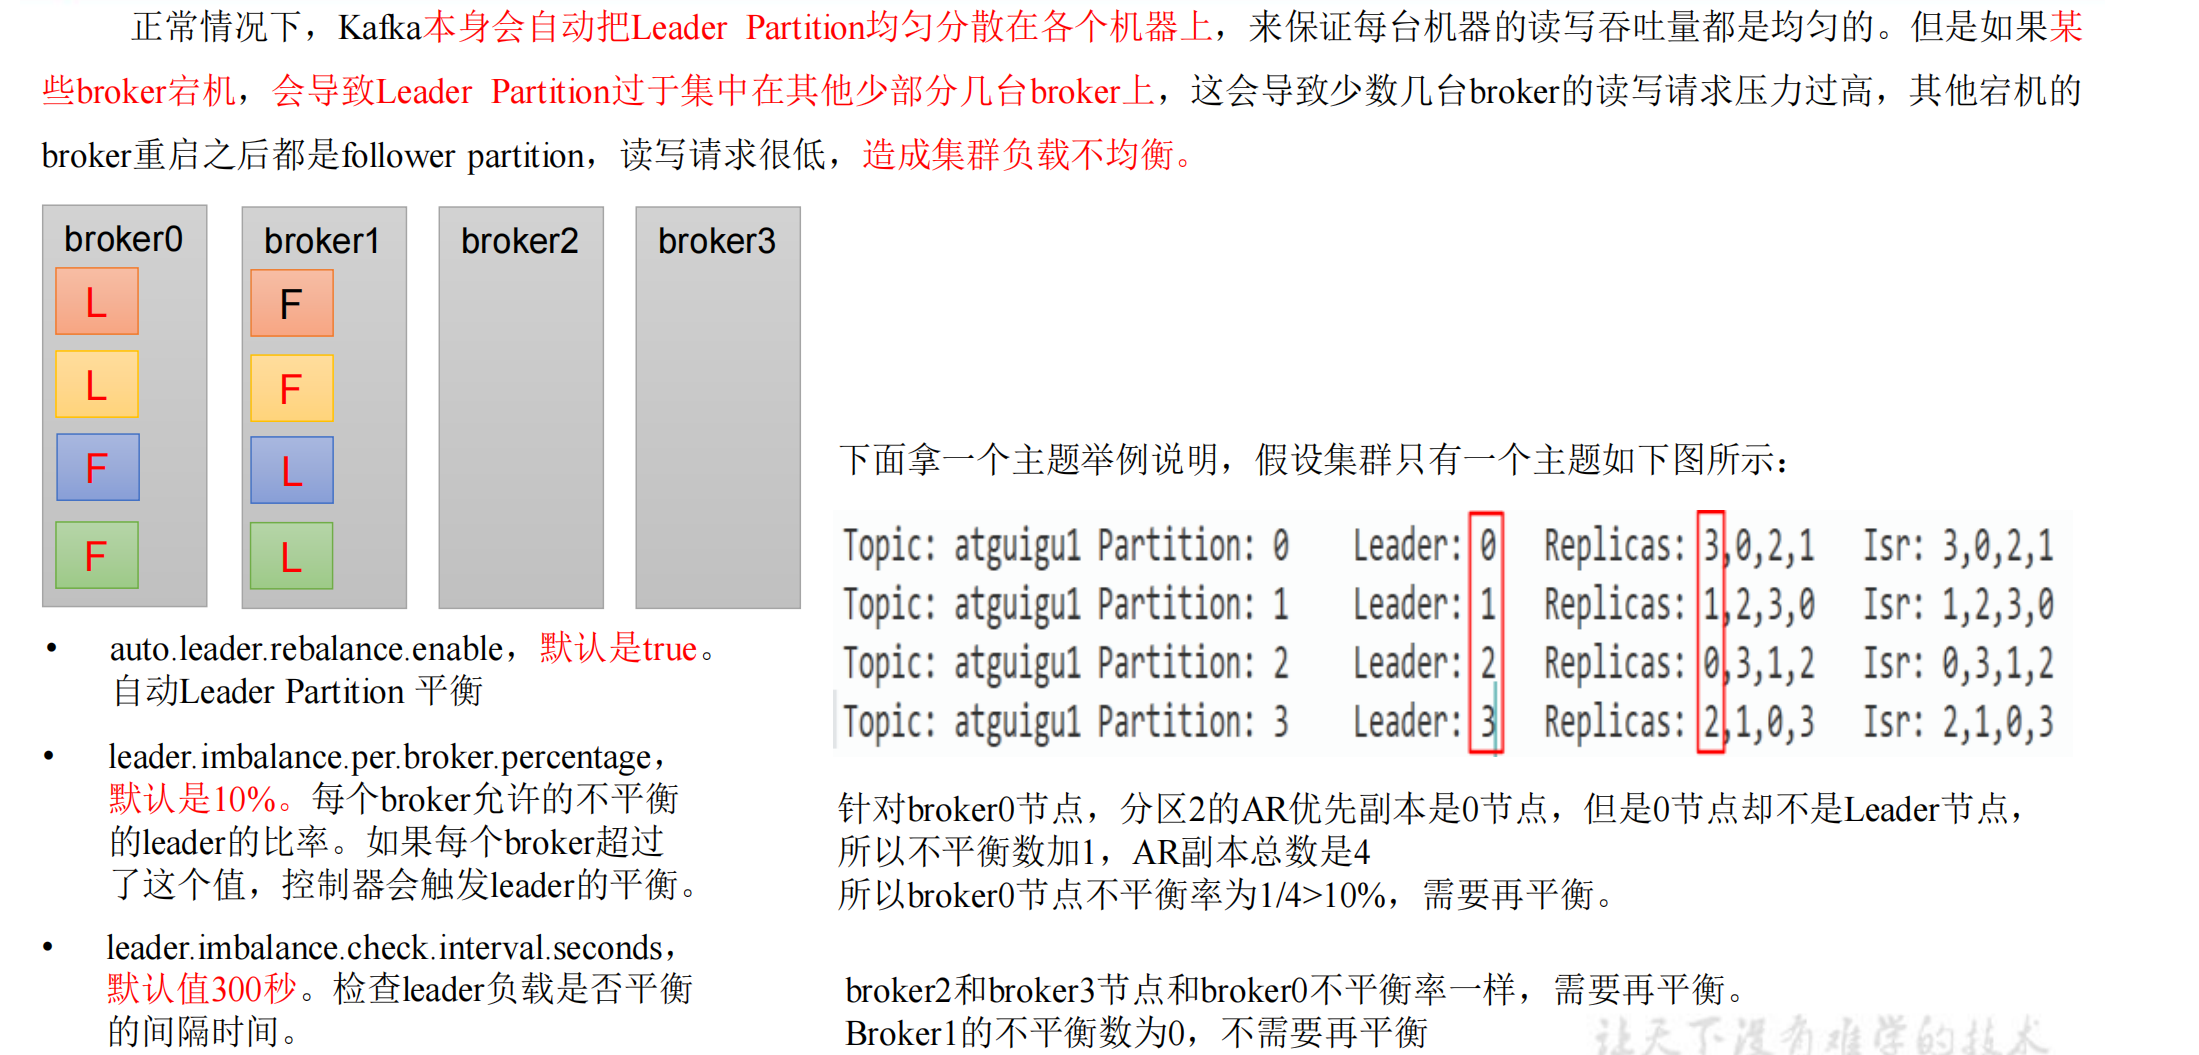 正常情况下，Kafka本身会自动把Leader Partition均匀分散在各个机器上，来保证每台机器的读写吞吐量都是均匀的。但是如果某
些broker宕机，会导致Leader Partition过于集中在其他少部分几台broker上，这会导致少数几台broker的读写请求压力过高，其他宕机的
broker重启之后都是follower partition，读写请求很低，造成集群负载不均衡。
broker0
broker1
broker2
broker3
L
F
L
F
F
L
F
L
auto.leader.rebalance.enable，默认是true。
自动Leader Partition 平衡
leader.imbalance.per.broker.percentage，
默认是10%。每个broker允许的不平衡
的leader的比率。如果每个broker超过
了这个值，控制器会触发leader的平衡。
leader.imbalance.check.interval.seconds，
默认值300秒。检查leader负载是否平衡
的间隔时间。
下面拿一个主题举例说明，假设集群只有一个主题如下图所示：
Topic: atguigu1 Partition: 0 Leader: 0 Replicas: 3,0,2,1 Isr: 3,0,2,1
Topic: atguigu1 Partition: 1 Leader: 1 Replicas: 1,2,3,0 Isr: 1,2,3,0
Topic: atguigu1 Partition: 2 Leader: 2 Replicas: 0,3,1,2 Isr: 0,3,1,2
Topic: atguigu1 Partition: 3 Leader: 3 Replicas: 2,1,0,3 Isr: 2,1,0,3
针对broker0节点，分区2的AR优先副本是0节点，但是0节点却不是Leader节点，
所以不平衡数加1，AR副本总数是4
所以broker0节点不平衡率为1/4>10%，需要再平衡。
broker2和broker3节点和broker0不平衡率一样，需要再平衡。
Broker1的不平衡数为0，不需要再平衡
让天下没有难学的技术